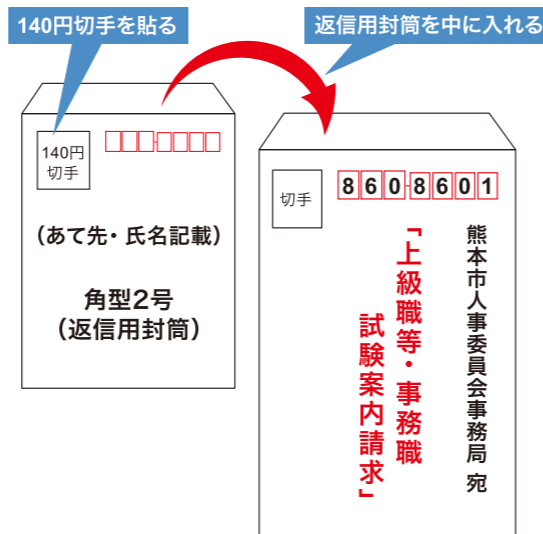 140円切手を貼る
返信用封筒を中に入れる
140円
切手
(あて先・氏名記載)
角型2号
(返信用封筒)
切手
860-8601
熊本市人事委員会事務局 宛
「上級職等・事務職
試験案内請求」